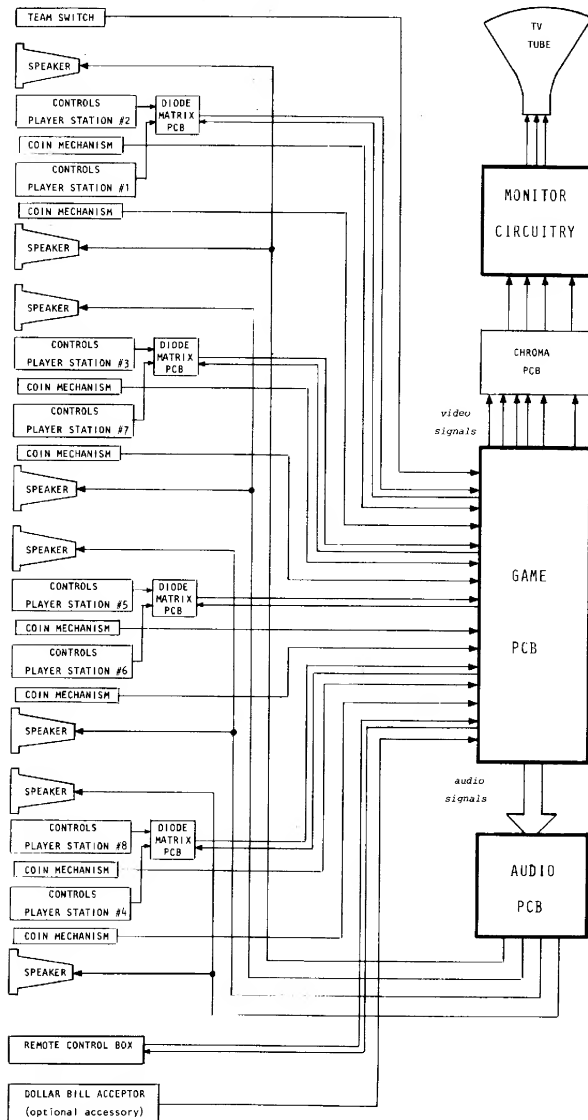 TEAM SWITCH
SPEAKER
CONTROLS
PLAYER STATION #2
DIODE
MATRIX
PCB
COIN MECHANISM
CONTROLS
PLAYER STATION #1
COIN MECHANISM
SPEAKER
SPEAKER
CONTROLS
PLAYER STATION #3
DIODE
MATRIX
PCB
COIN MECHANISM
CONTROLS
PLAYER STATION #7
COIN MECHANISM
SPEAKER
SPEAKER
CONTROLS
PLAYER STATION #5
DIODE
MATRIX
PCB
COIN MECHANISM
CONTROLS
PLAYER STATION #6
COIN MECHANISM
SPEAKER
SPEAKER
CONTROLS
PLAYER STATION #8
DIODE
MATRIX
PCB
COIN MECHANISM
CONTROLS
PLAYER STATION #4
COIN MECHANISM
SPEAKER
REMOTE CONTROL BOX
DOLLAR BILL ACCEPTOR
(optional accessory)
TV
TUBE
MONITOR
CIRCUITRY
CHROMA
PCB
video
signals
GAME
PCB
audio
signals
AUDIO
PCB